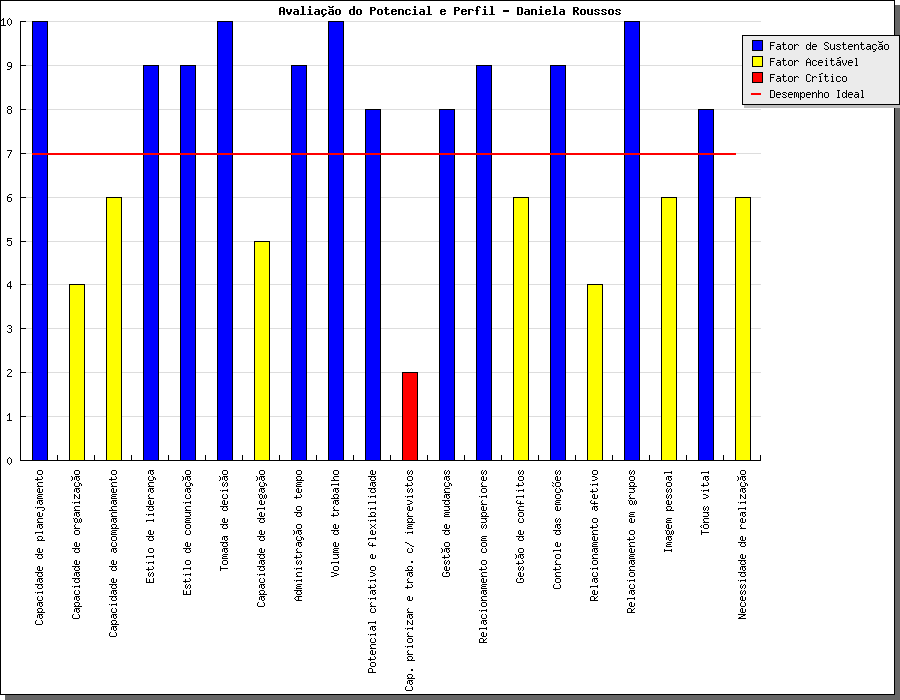 Avaliação do Potencial e Perfil - Daniela Roussos
10
9
8
7
6
5
4
3
2
1
0
Fator de Sustentação
Fator Aceitável
Fator Crítico
Desempenho Ideal
Capacidade de planejamento
Capacidade de organização
Capacidade de acompanhamento
Estilo de liderança
Estilo de comunicação
Tomada de decisão
Capacidade de delegação
Administração do tempo
Volume de trabalho
Potencial criativo e flexibilidade
Cap. priorizar e trab. c/ imprevistos
Gestão de mudanças
Relacionamento com superiores
Gestão de conflitos
Controle das emoções
Relacionamento afetivo
Relacionamento em grupos
Imagem pessoal
Tônus vital
Necessidade de realização